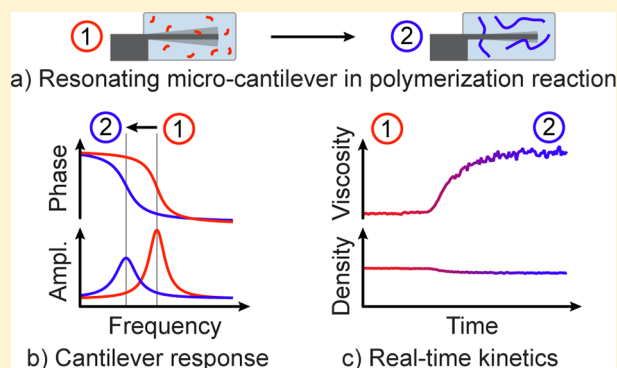 1 2
a) Resonating micro-cantilever in polymerization reaction
2 1
Phase
Ampl.
Frequency
b) Cantilever response
1 2
Viscosity
Density
Time
c) Real-time kinetics